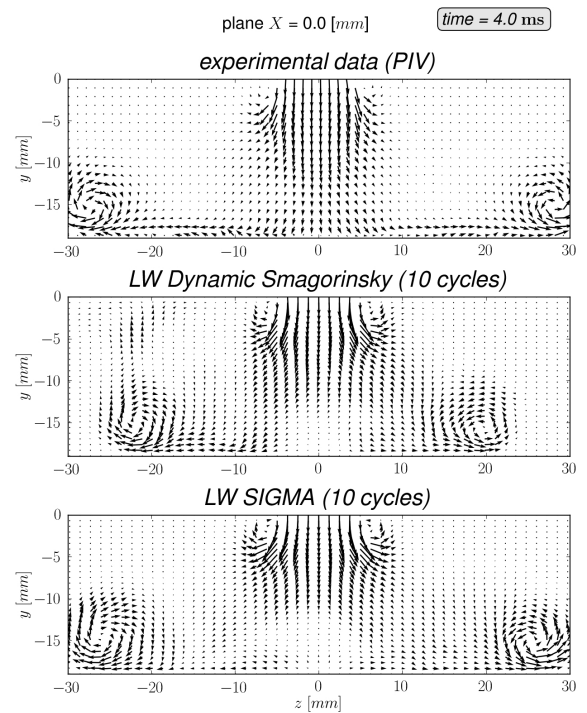 plane X = 0.0 [mm]
time = 4.0 ms
experimental data (PIV)
0
−5
−10
−15
y [mm]
−30 −20 −10 0 10 20 30
LW Dynamic Smagorinsky (10 cycles)
0
−5
−10
−15
y [mm]
−30 −20 −10 0 10 20 30
LW SIGMA (10 cycles)
0
−5
−10
−15
y [mm]
−30 −20 −10 0 10 20 30
z [mm]